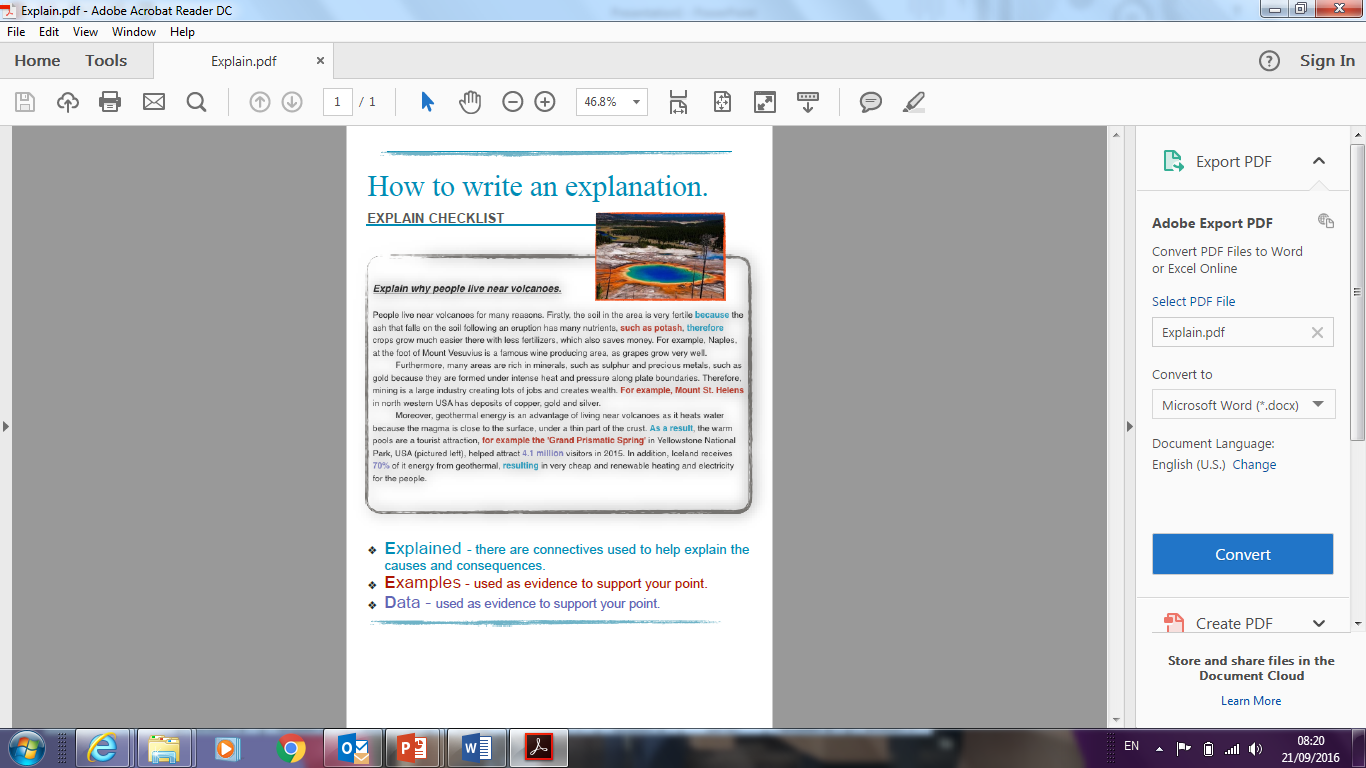 Explain.pdf - Adobe Acrobat Reader DC
File Edit View Window Help
Home Tools Explain.pdf × ? Sign In
1 / 1 46.8%
How to write an explanation.
EXPLAIN CHECKLIST
Explain why people live near volcanoes.
People live near volcanoes for many reasons. Firstly, the soil in the area is very fertile because the
ash that falls on the soil following an eruption has many nutrients, such as potash, therefore
crops grow much easier there with less fertilizers, which also saves money. For example, Naples,
at the foot of Mount Vesuvius is a famous wine producing area, as grapes grow very well.
Furthermore, many areas are rich in minerals, such as sulphur and precious metals, such as
gold because they are formed under intense heat and pressure along plate boundaries. Therefore,
mining is a large industry creating lots of jobs and creates wealth. For example, Mount St. Helens
in north western USA has deposits of copper, gold and silver.
Moreover, geothermal energy is an advantage of living near volcanoes as it heats water
because the magma is close to the surface, under a thin part of the crust. As a result, the warm
pools are a tourist attraction, for example the 'Grand Prismatic Spring' in Yellowstone National
Park, USA (pictured left), helped attract 4.1 million visitors in 2015. In addition, Iceland receives
70% of it energy from geothermal, resulting in very cheap and renewable heating and electricity
for the people.
❖ Explained - there are connectives used to help explain the
causes and consequences.
❖ Examples - used as evidence to support your point.
❖ Data - used as evidence to support your point.
Export PDF
Adobe Export PDF
Convert PDF Files to Word
or Excel Online
Select PDF File
Explain.pdf
Convert to
Microsoft Word (*.docx)
Document Language:
English (U.S.) Change
Convert
Create PDF
Store and share files in the
Document Cloud
Learn More
EN 08:20
21/09/2016